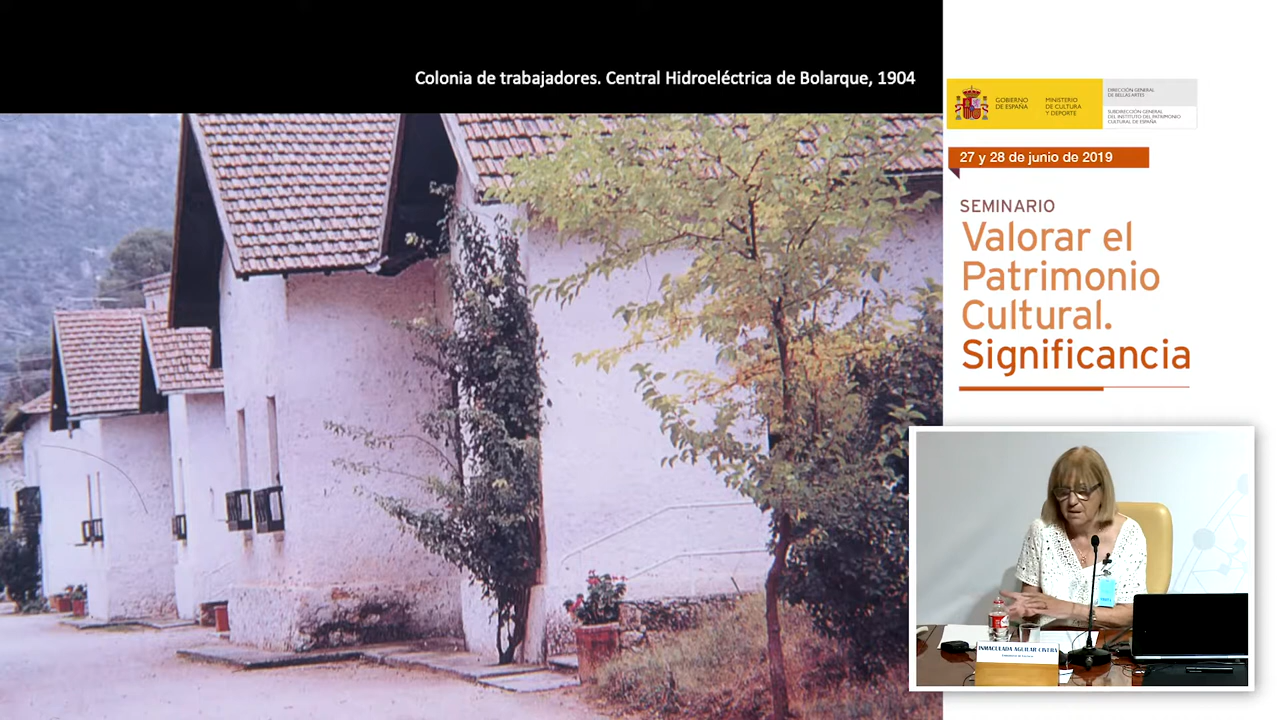 Colonia de trabajadores. Central Hidroeléctrica de Bolarque, 1904
GOBIERNO
DE ESPAÑA
MINISTERIO
DE CULTURA
Y DEPORTE
DIRECCIÓN GENERAL
DE BELLAS ARTES
SUBDIRECCIÓN GENERAL
DEL INSTITUTO DEL PATRIMONIO
CULTURAL DE ESPAÑA
27 y 28 de junio de 2019
SEMINARIO
Valorar el
Patrimonio
Cultural.
Significancia
INMACULADA AGUILAR CIVERA